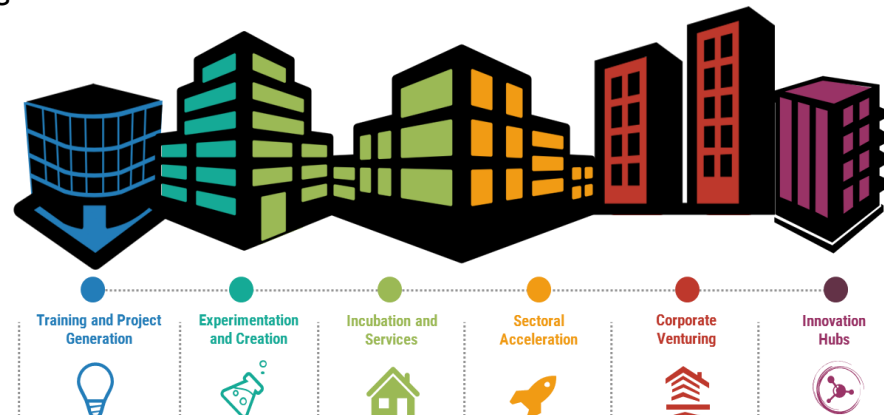 Training and Project
Generation
Experimentation
and Creation
Incubation and
Services
Sectoral
Acceleration
Corporate
Venturing
Innovation
Hubs